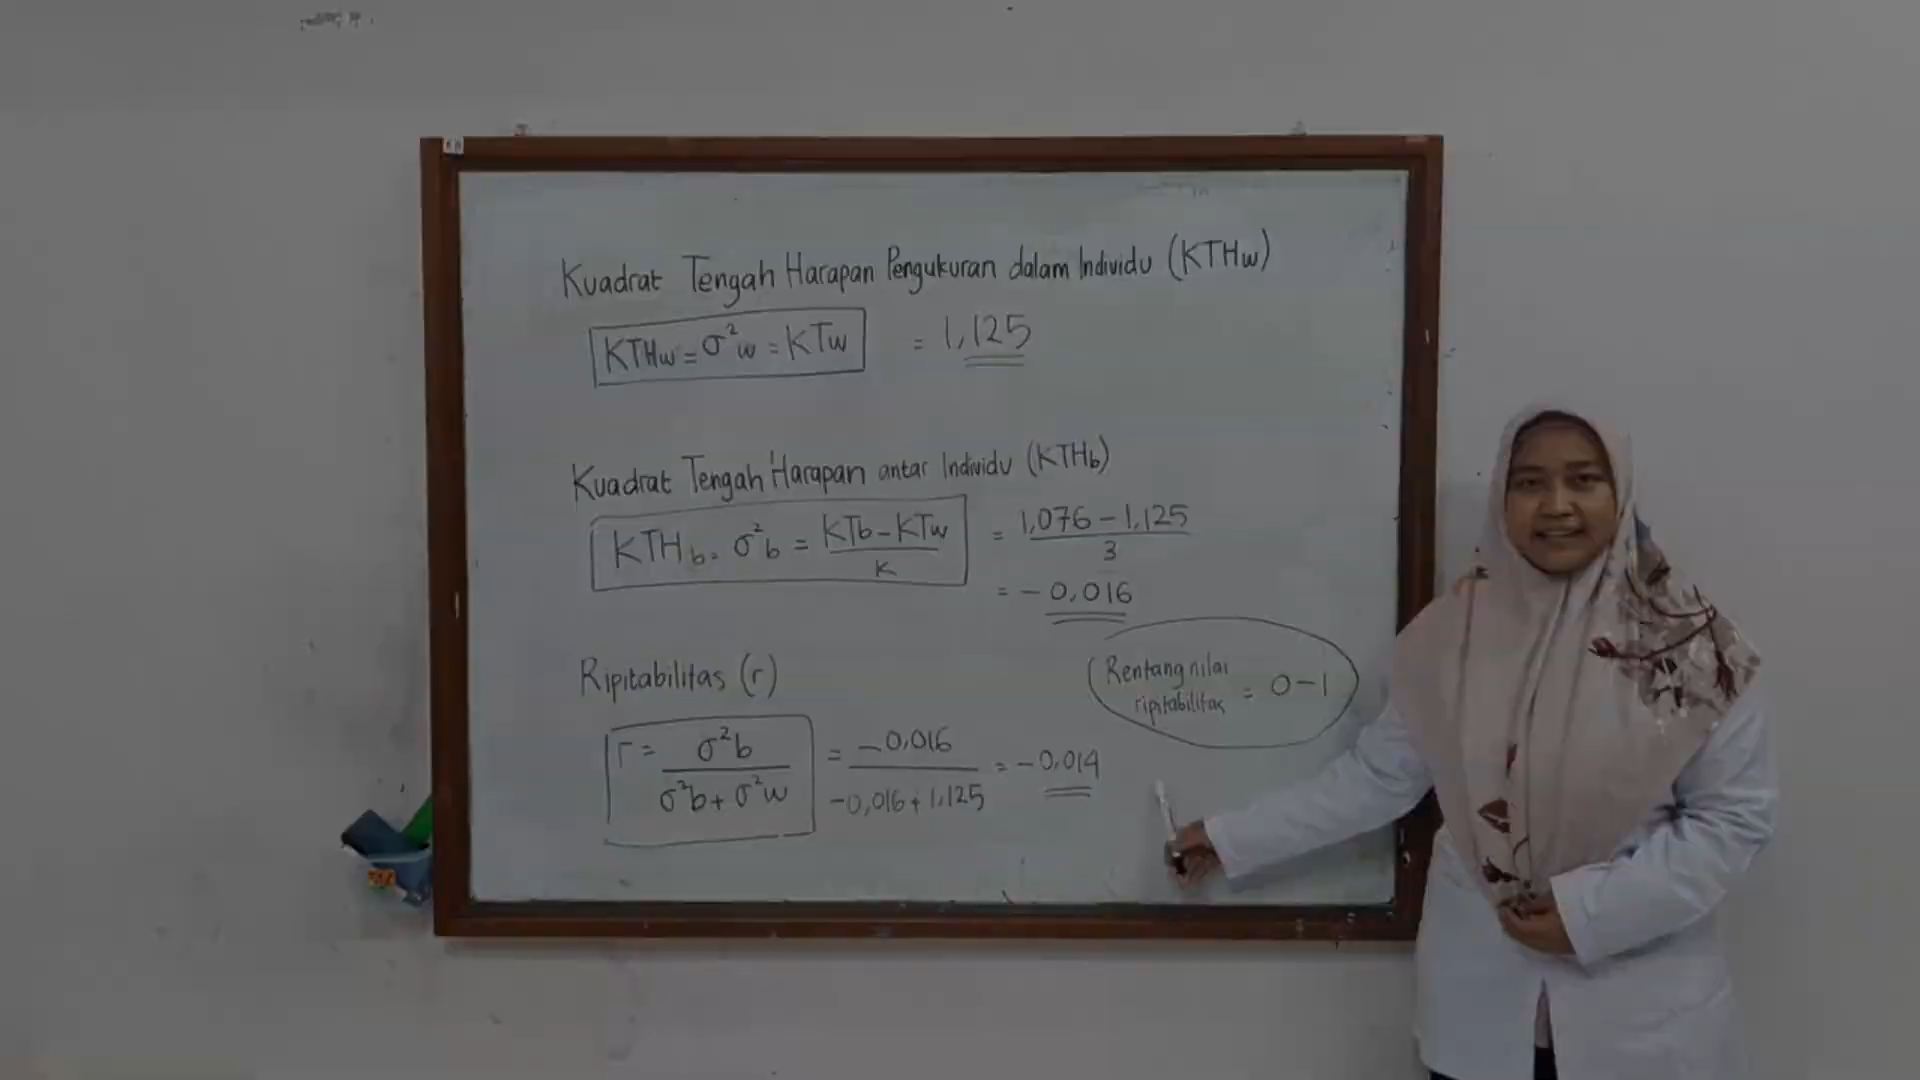 Kuadrat Tengah Harapan Pengukuran dalam Individu (KTHw)
KTHw = σ²w = KTw = 1,125
Kuadrat Tengah Harapan antar Individu (KTHb)
KTHb = σ²b = KTb - KTw / K = 1,076 - 1,125 / 3
= - 0,016
Ripitabilitas (r)
Rentang nilai ripitabilitas = 0 - 1
r = σ²b / σ²b + σ²w = -0,016 / -0,016 + 1,125 = -0,014